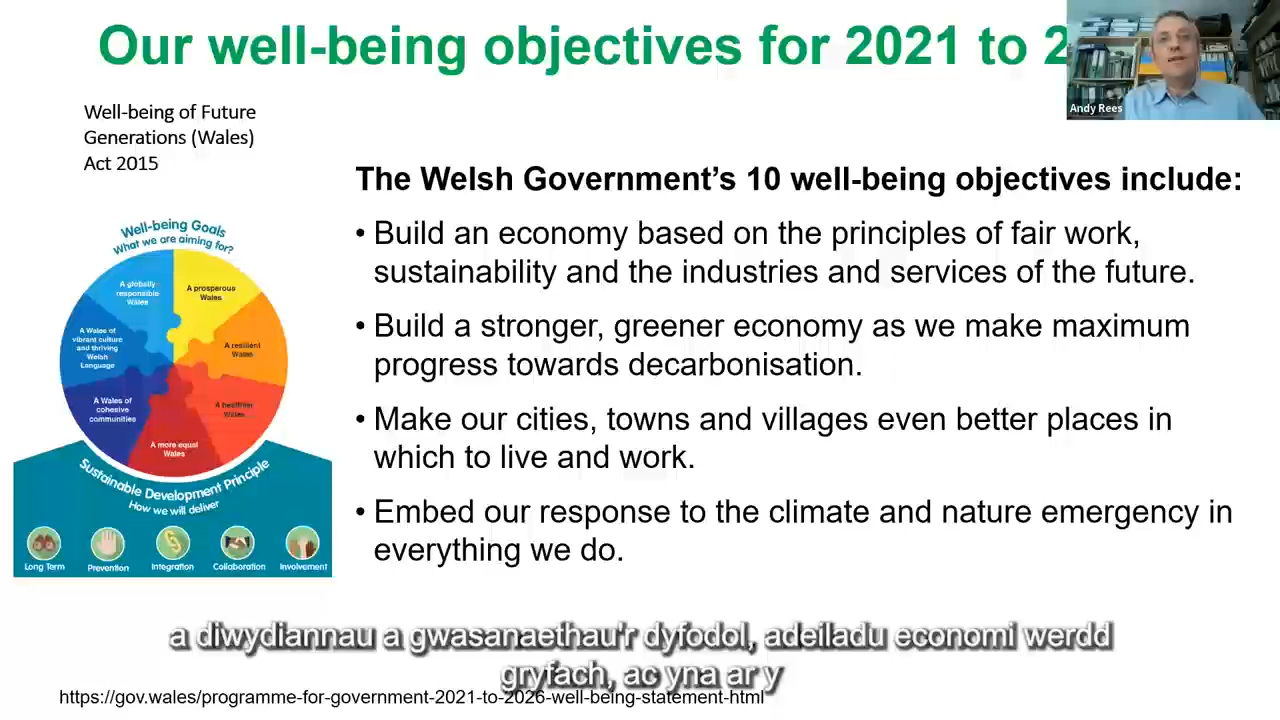 Our well-being objectives for 2021 to 2
Andy Rees
Well-being of Future
Generations (Wales)
Act 2015
The Welsh Government’s 10 well-being objectives include:
• Build an economy based on the principles of fair work,
sustainability and the industries and services of the future.
• Build a stronger, greener economy as we make maximum
progress towards decarbonisation.
• Make our cities, towns and villages even better places in
which to live and work.
• Embed our response to the climate and nature emergency in
everything we do.
Well-being Goals
What we are aiming for?
A globally
responsible
Wales
A prosperous
Wales
A Wales of
vibrant culture
and thriving
Welsh
Language
A resilient
Wales
A Wales of
cohesive
communities
A healthier
Wales
A more equal
Wales
Sustainable Development Principle
How we will deliver
Long Term
Prevention
Integration
Collaboration
Involvement
a diwydiannau a gwasanaethau'r dyfodol, adeiladu economi werdd
gryfach, ac yna ar y
https://gov.wales/programme-for-government-2021-to-2026-well-being-statement-html